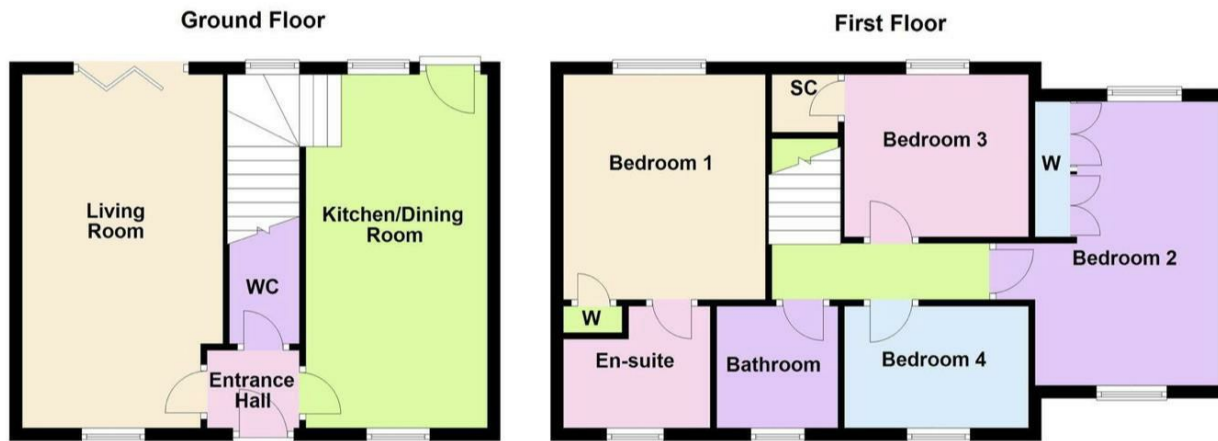 Ground Floor
Living
Room
WC
Kitchen/Dining
Room
Entrance
Hall
First Floor
SC
Bedroom 1
Bedroom 3
W
Bedroom 2
W
En-suite
Bathroom
Bedroom 4